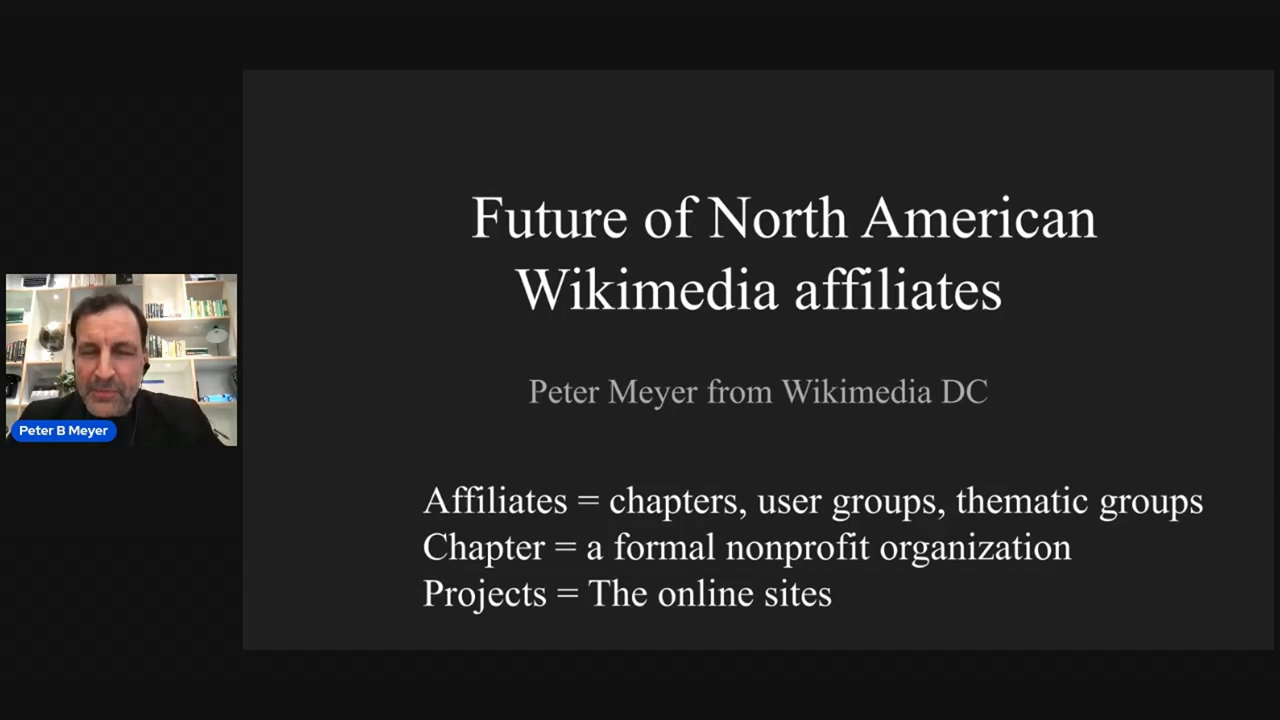 Future of North American
Wikimedia affiliates
Peter Meyer from Wikimedia DC
Peter B Meyer
Affiliates = chapters, user groups, thematic groups
Chapter = a formal nonprofit organization
Projects = The online sites